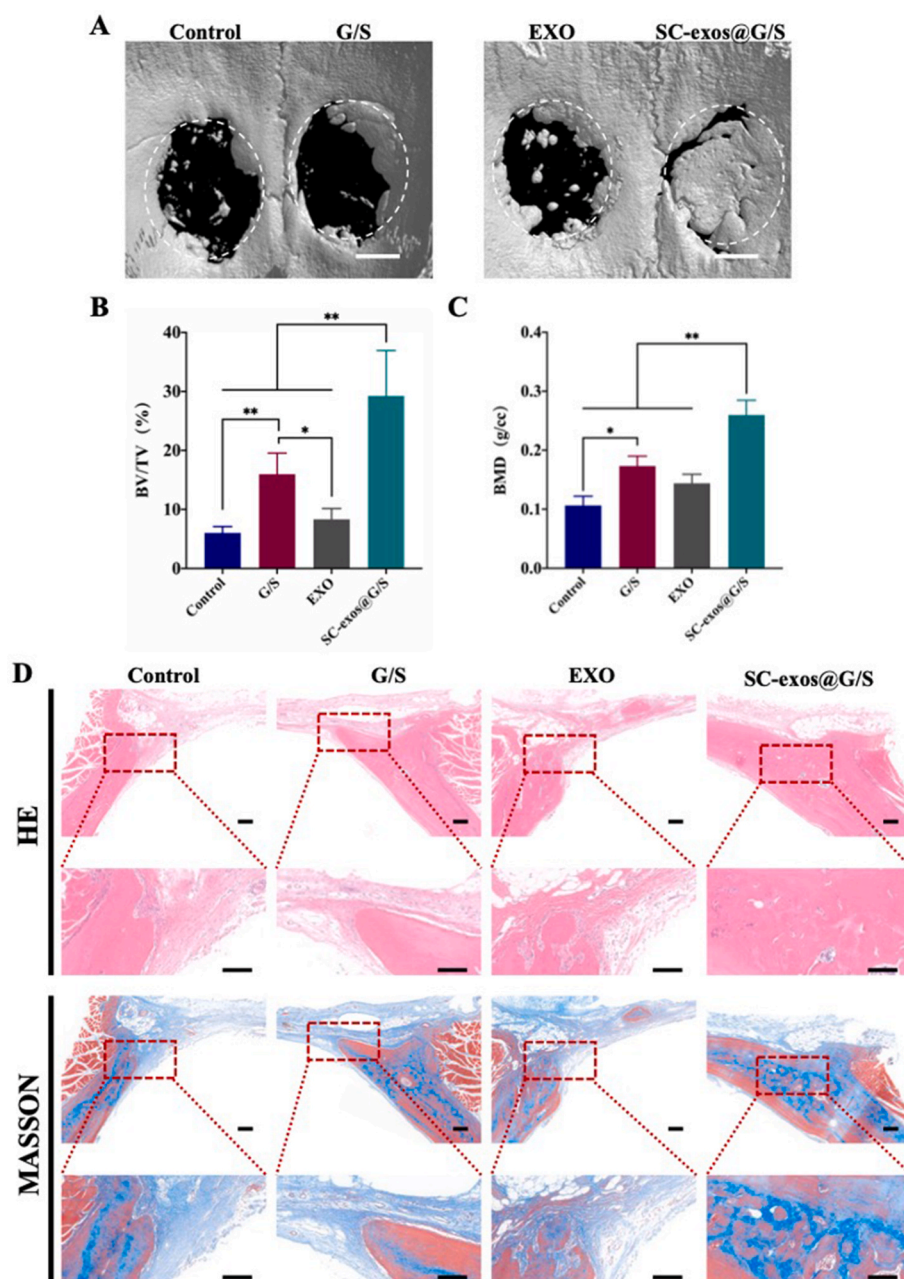 A
Control G/S EXO SC-exos@G/S
B
**
**
*
BV/TV (%)
40
30
20
10
0
Control G/S EXO SC-exos@G/S
C
**
*
BMD (g/cc)
0.4
0.3
0.2
0.1
0.0
Control G/S EXO SC-exos@G/S
D
Control G/S EXO SC-exos@G/S
HE
MASSON